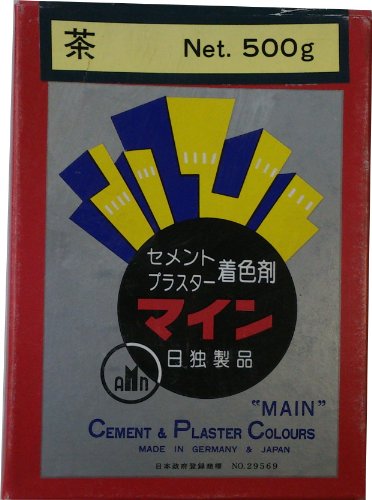 茶 Net. 500g
セメント
プラスター 着色剤
マイン
日独製品
AMn
"MAIN"
CEMENT & PLASTER COLOURS
MADE IN GERMANY & JAPAN
日本政府登録商標 NO.29569